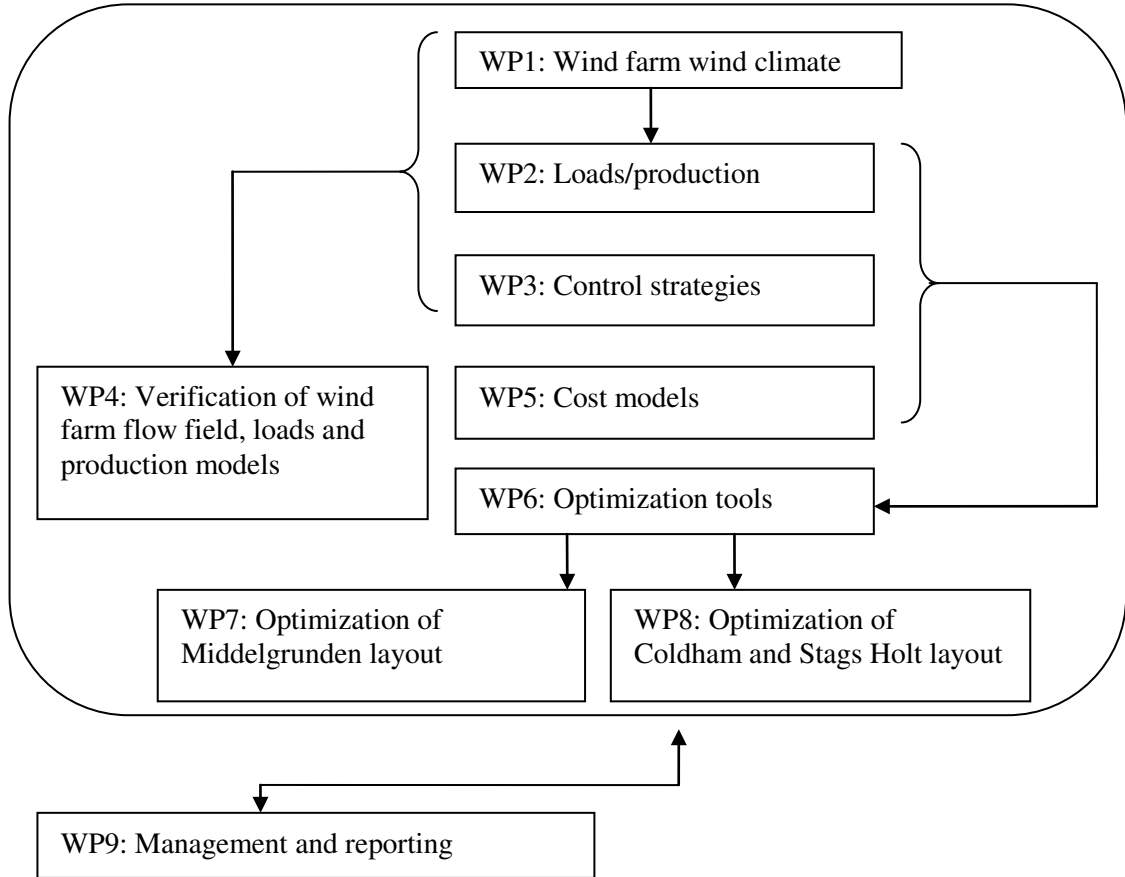 WP1: Wind farm wind climate
WP2: Loads/production
WP3: Control strategies
WP4: Verification of wind
farm flow field, loads and
production models
WP5: Cost models
WP6: Optimization tools
WP7: Optimization of
Middelgrunden layout
WP8: Optimization of
Coldham and Stags Holt layout
WP9: Management and reporting